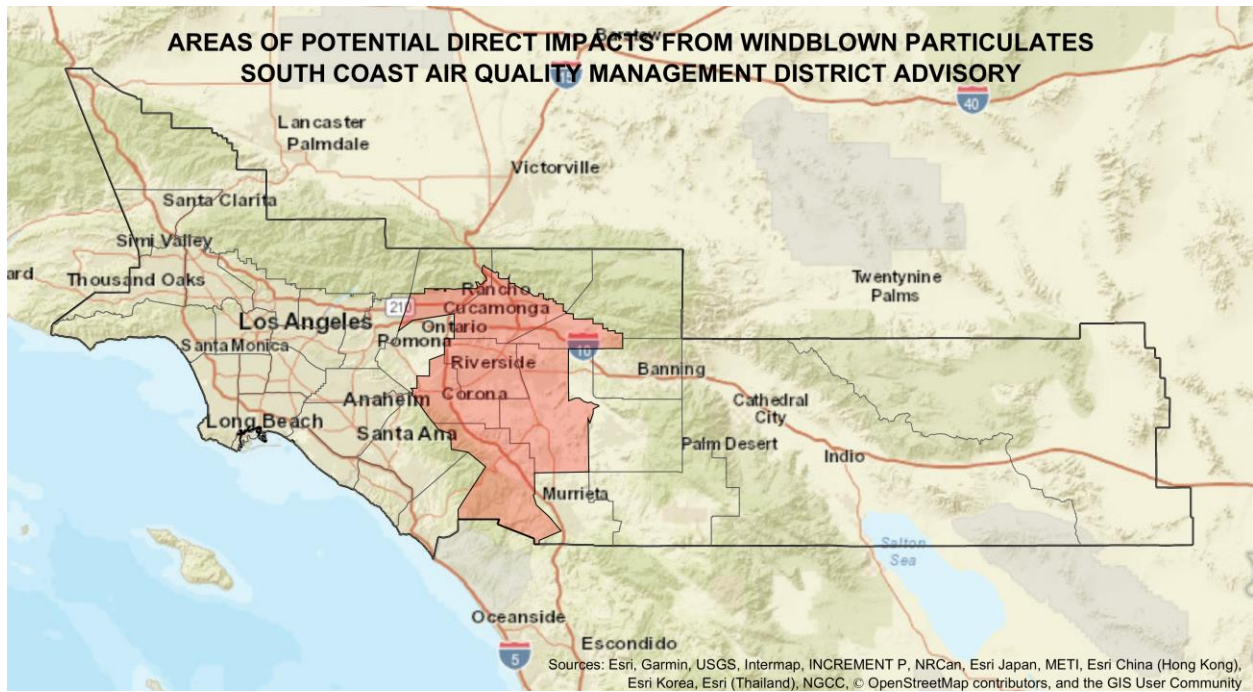 AREAS OF POTENTIAL DIRECT IMPACTS FROM WINDBLOWN PARTICULATES
Barstow
SOUTH COAST AIR QUALITY MANAGEMENT DISTRICT ADVISORY
15
40
Lancaster
Palmdale
Victorville
Santa Clarita
Simi Valley
ard
Thousand Oaks
Twentynine
Palms
Rancho
Cucamonga
210
Los Angeles
Ontario
Pomona
Santa Monica
10
Riverside
Banning
Corona
Anaheim
Cathedral
City
Long Beach
Santa Ana
Palm Desert
Indio
Murrieta
Salton
Sea
Oceanside
Escondido
5
Sources: Esri, Garmin, USGS, Intermap, INCREMENT P, NRCan, Esri Japan, METI, Esri China (Hong Kong),
Esri Korea, Esri (Thailand), NGCC, © OpenStreetMap contributors, and the GIS User Community